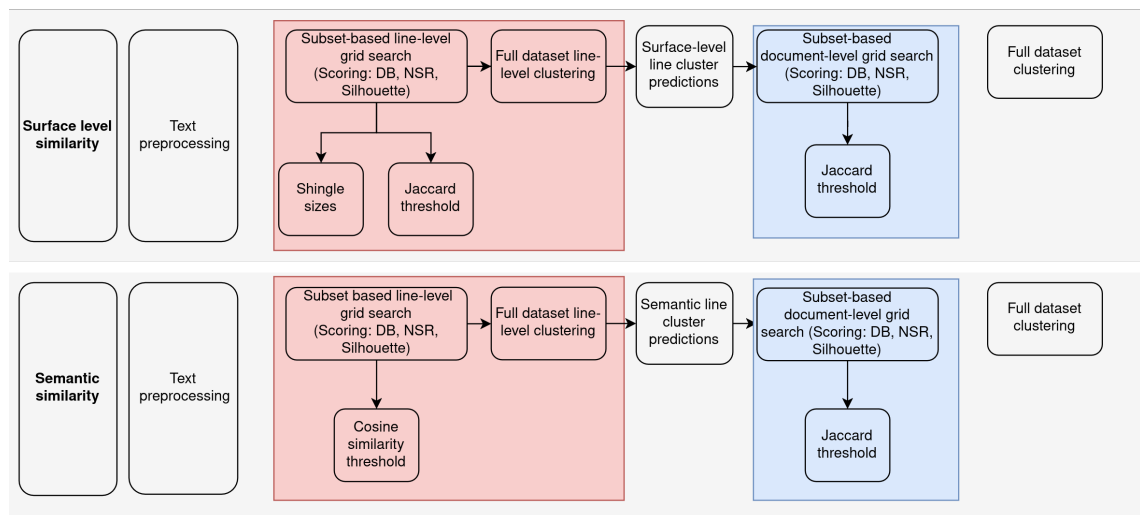 Surface level
similarity
Text
preprocessing
Subset-based line-level
grid search
(Scoring: DB, NSR,
Silhouette)
Shingle
sizes
Jaccard
threshold
Full dataset line-
level clustering
Surface-level
line cluster
predictions
Subset-based
document-level grid search
(Scoring: DB, NSR,
Silhouette)
Jaccard
threshold
Full dataset
clustering
Semantic
similarity
Text
preprocessing
Subset based line-level
grid search
(Scoring: DB, NSR,
Silhouette)
Cosine
similarity
threshold
Full dataset line-
level clustering
Semantic line
cluster
predictions
Subset-based
document-level grid
search (Scoring: DB, NSR,
Silhouette)
Jaccard
threshold
Full dataset
clustering